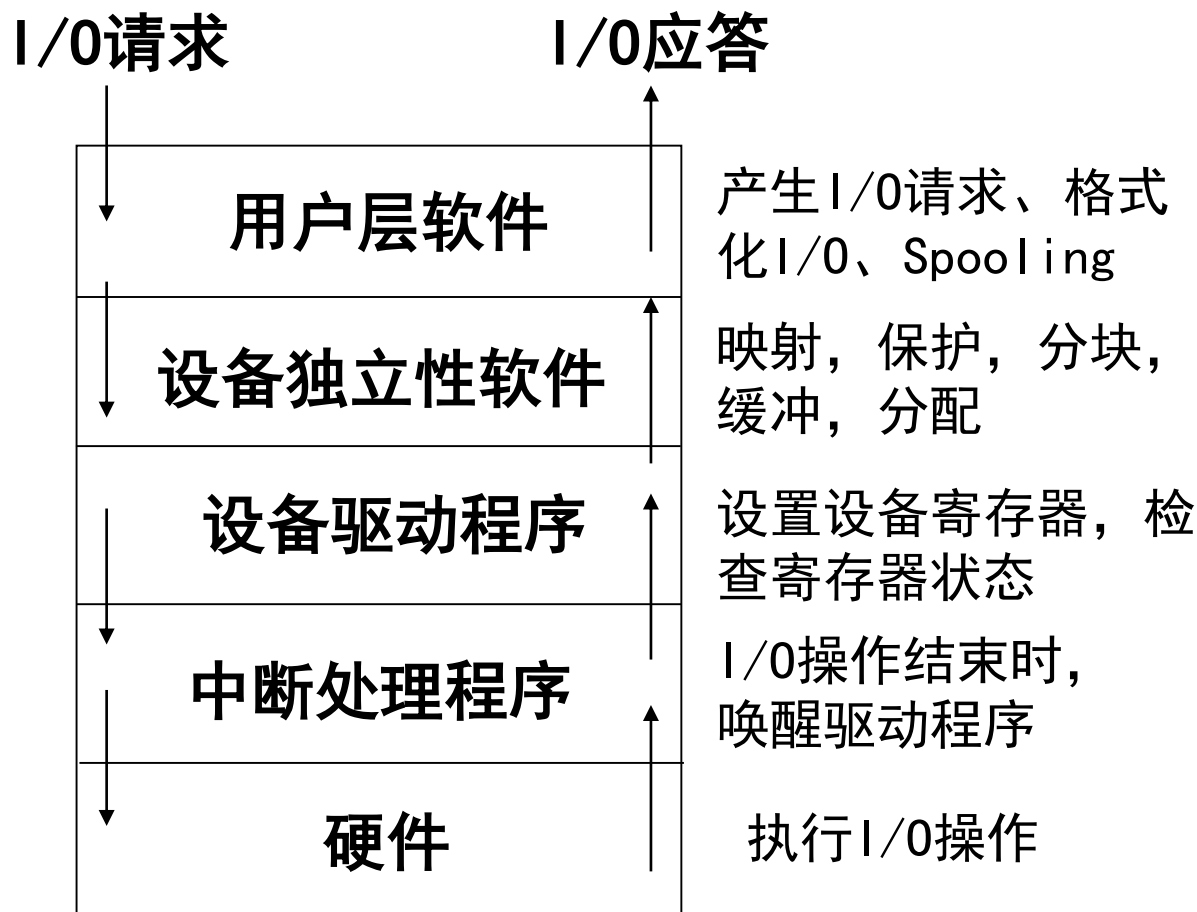 I/O请求
I/O应答
用户层软件
产生I/O请求、格式
化I/O、Spooling
设备独立性软件
映射，保护，分块，
缓冲，分配
设备驱动程序
设置设备寄存器，检
查寄存器状态
中断处理程序
I/O操作结束时，
唤醒驱动程序
硬件
执行I/O操作